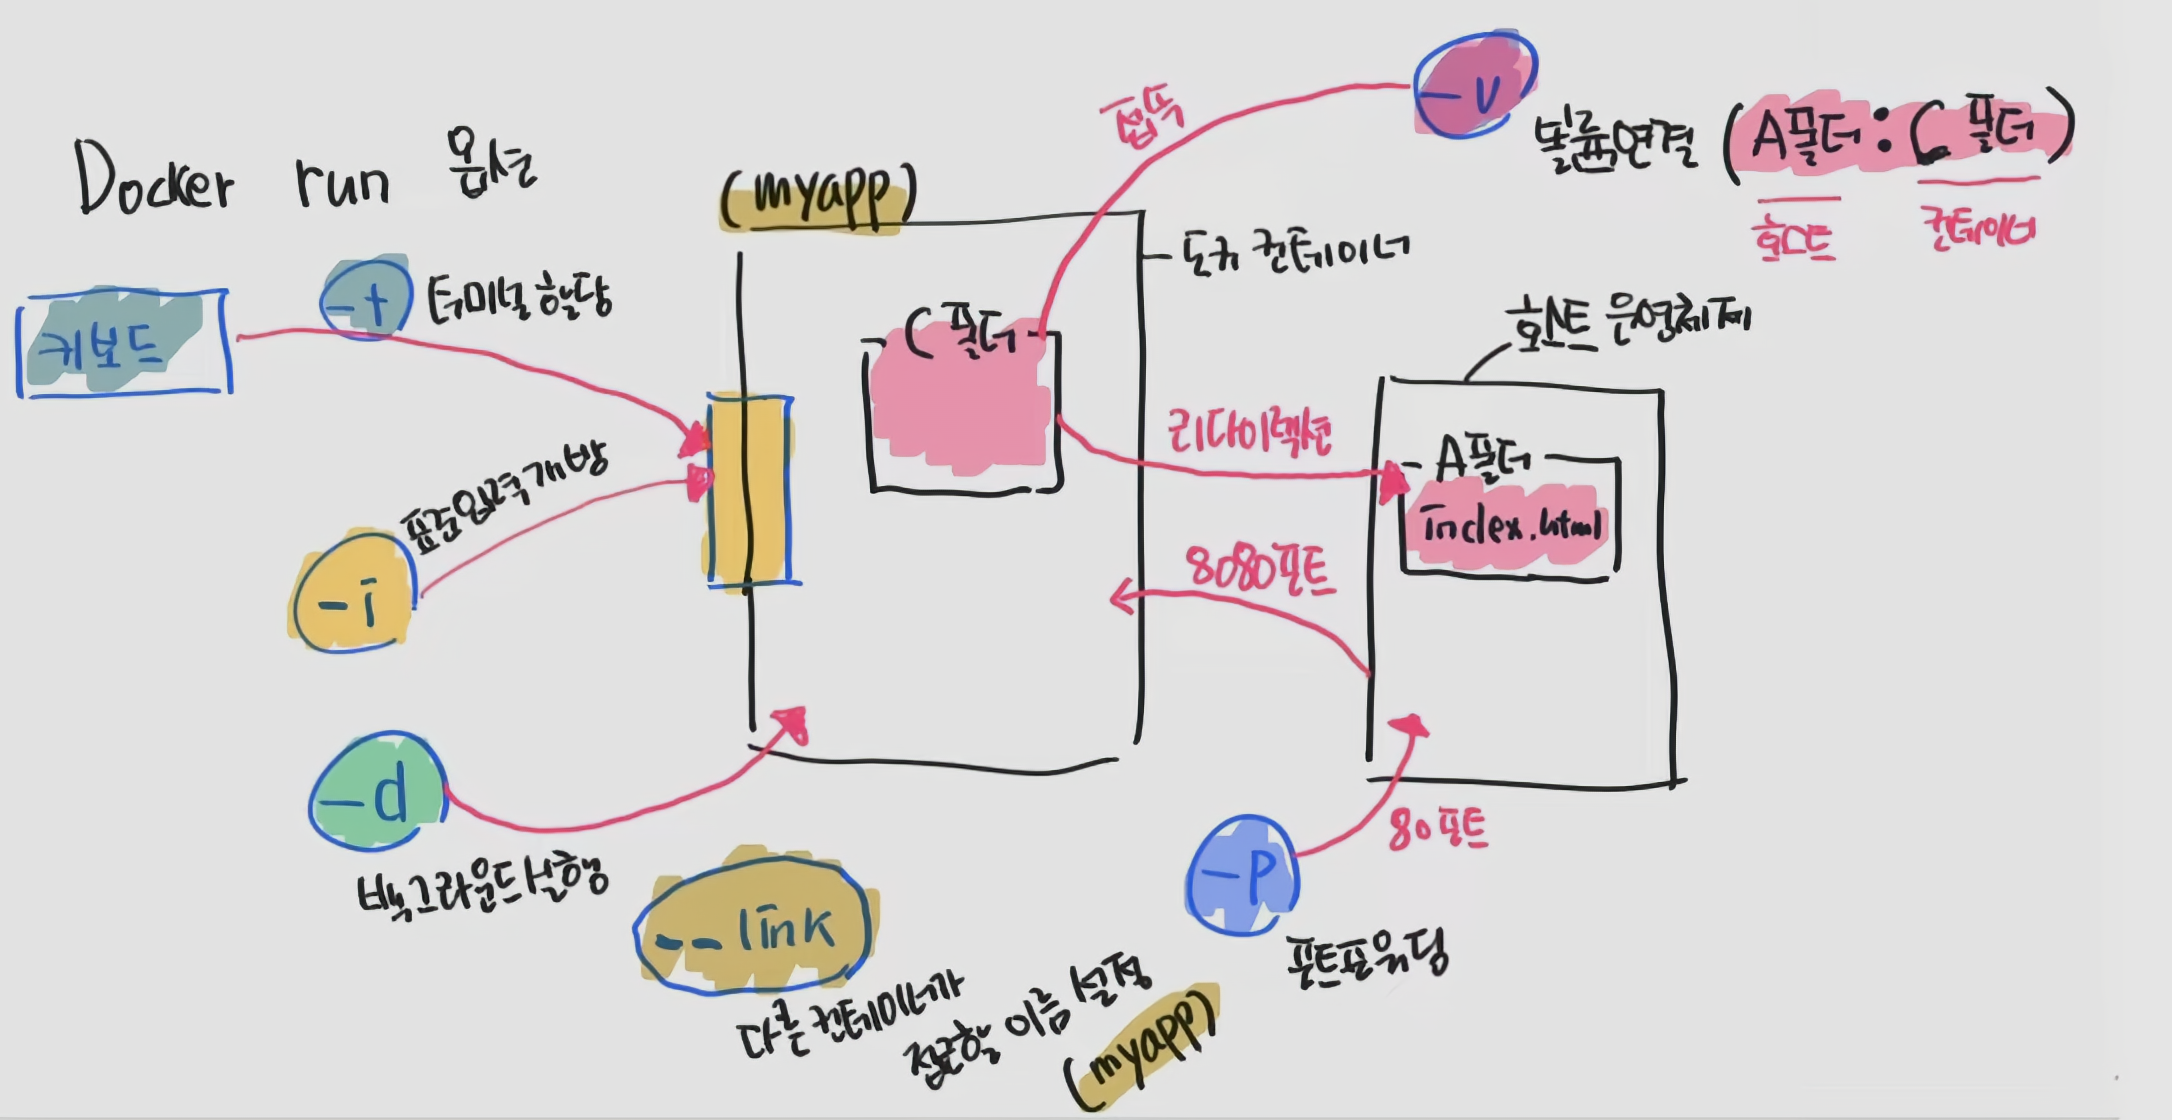 Docker run 옵션
-v
볼륨연결 (A폴더:C폴더)
호스트
컨테이너
접속
(myapp)
도커 컨테이너
-t
터미널 할당
키보드
C폴더
호스트 운영체제
리다이렉션
A폴더
index.html
표준입력개방
-i
8080포트
-d
백그라운드 실행
80포트
-p
포트포워딩
--link
다른 컨테이너가
접근할 이름 설정
(myapp)